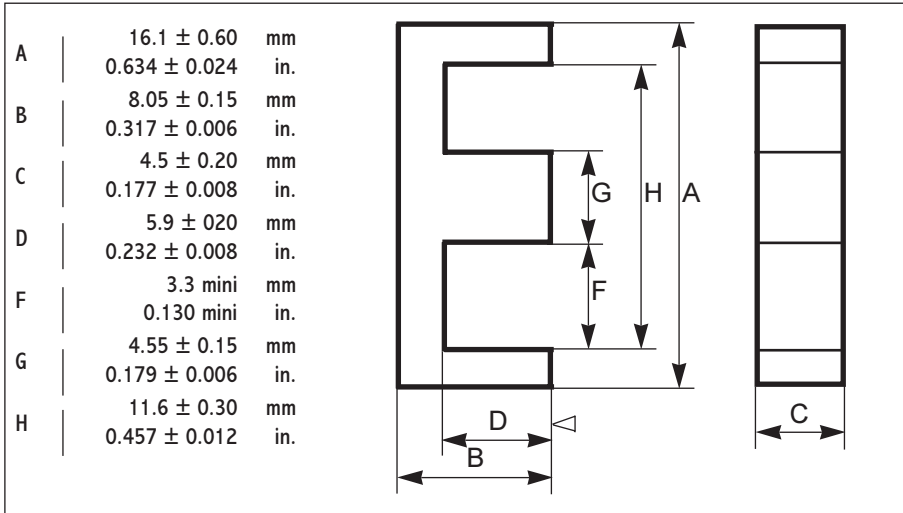 A 16.1 ± 0.60 mm
0.634 ± 0.024 in.
B 8.05 ± 0.15 mm
0.317 ± 0.006 in.
C 4.5 ± 0.20 mm
0.177 ± 0.008 in.
D 5.9 ± 020 mm
0.232 ± 0.008 in.
F 3.3 mini mm
0.130 mini in.
G 4.55 ± 0.15 mm
0.179 ± 0.006 in.
H 11.6 ± 0.30 mm
0.457 ± 0.012 in.
G H A
F
D
B
C